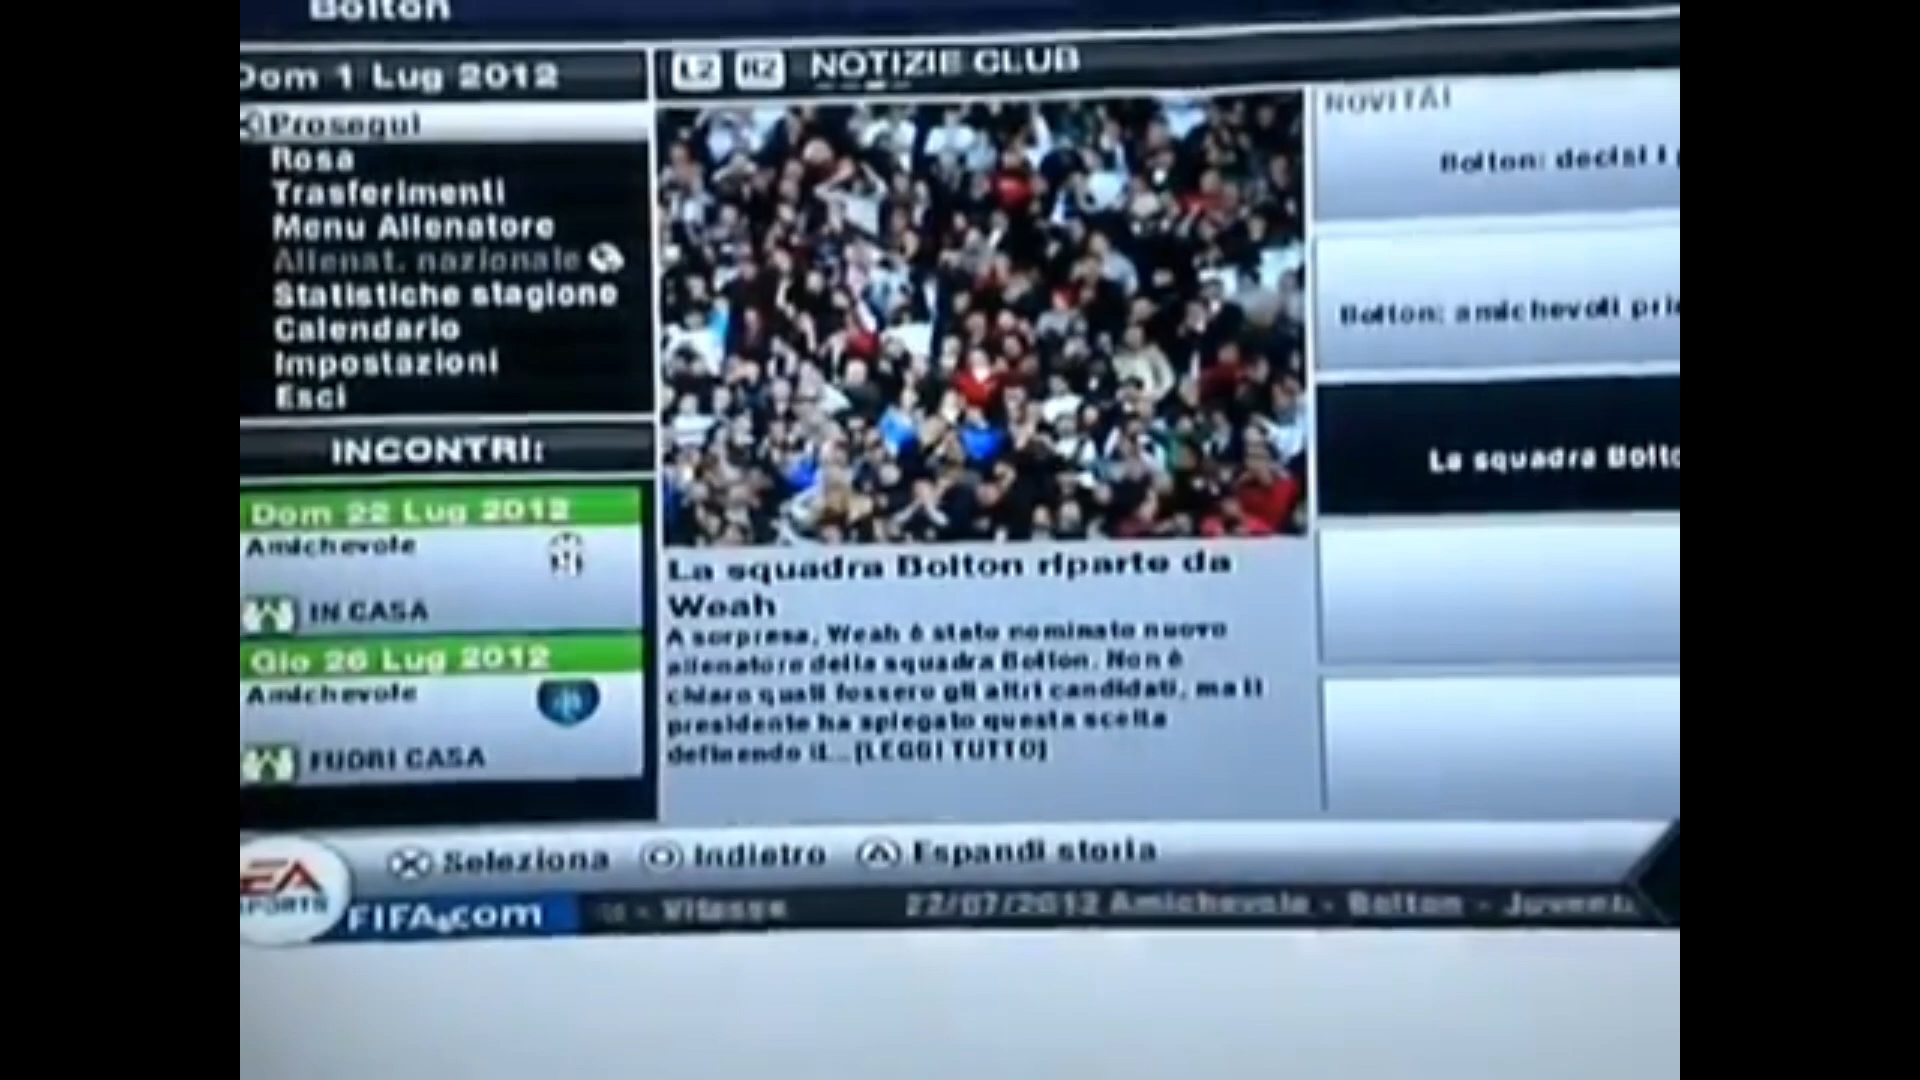 Bolton
Dom 1 Lug 2012
Prosegui
Rosa
Trasferimenti
Menu Allenatore
Allenat. nazionale
Statistiche stagione
Calendario
Impostazioni
Esci
INCONTRI:
Dom 22 Lug 2012
Amichevole
IN CASA
Gio 26 Lug 2012
Amichevole
FUORI CASA
L2 R2 NOTIZIE CLUB
La squadra Bolton riparte da
Weah
A sorpresa, Weah è stato nominato nuovo
allenatore della squadra Bolton. Non è
chiaro quali fossero gli altri candidati, ma il
presidente ha spiegato questa scelta
definendo il... [LEGGI TUTTO]
NOVITÀ!
Bolton: decisi i
Bolton: amichevoli
La squadra Bolto
Seleziona Indietro Espandi storia
EA
SPORTS
FIFA.com - Vitesse 22/07/2012 Amichevole - Bolton -